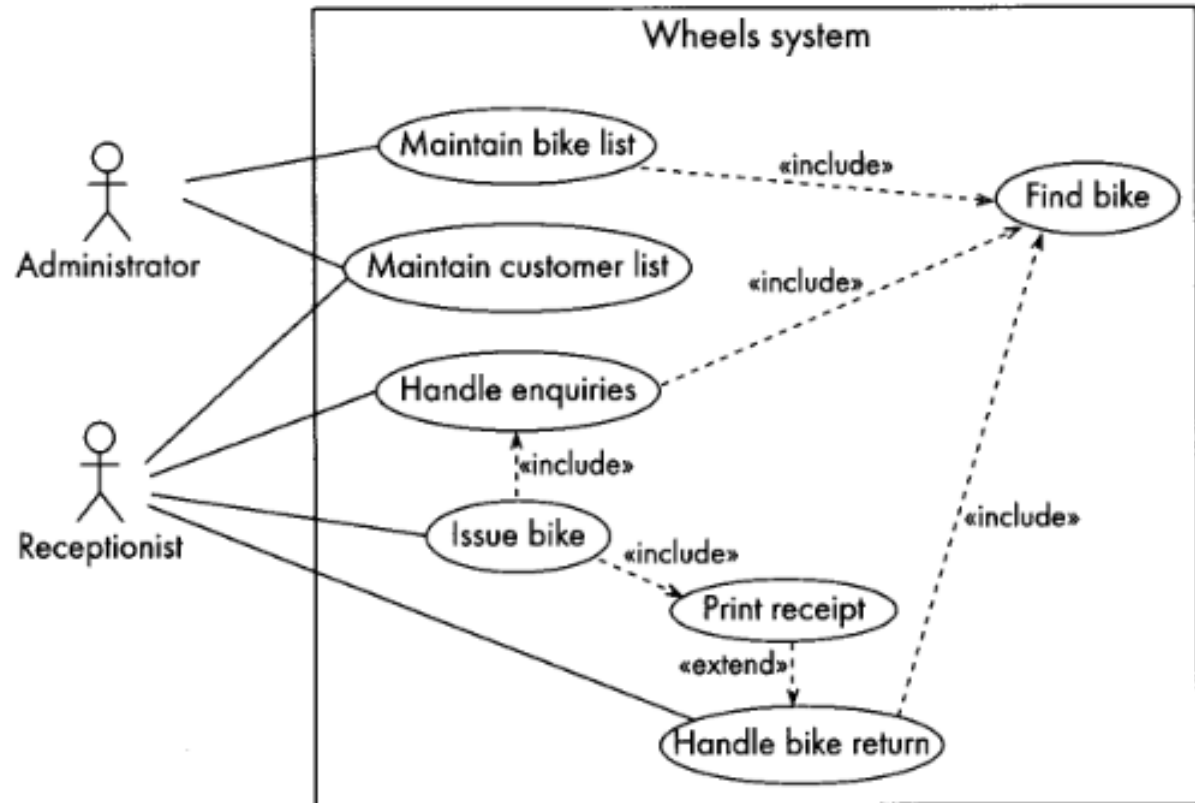 Wheels system
Maintain bike list
«include»
Find bike
Administrator
Maintain customer list
«include»
Handle enquiries
«include»
Receptionist
Issue bike
«include»
«include»
Print receipt
«extend»
Handle bike return